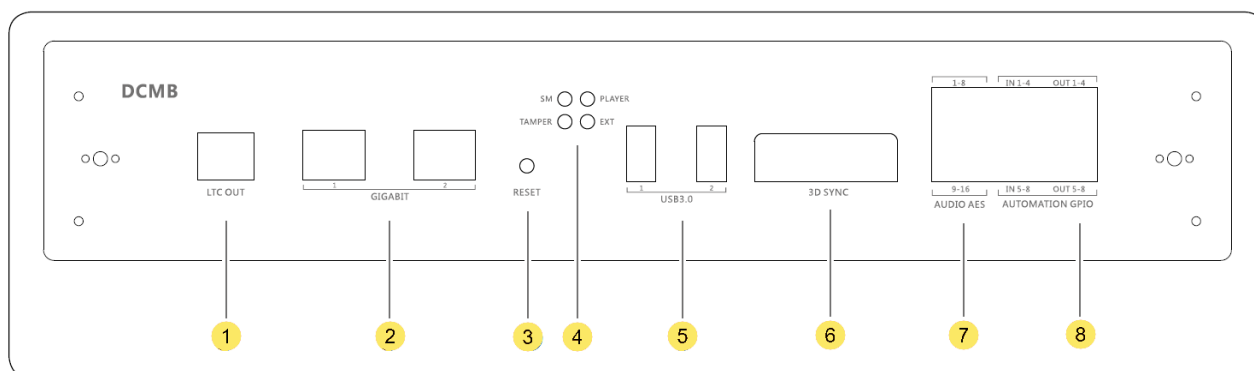 DCMB
1-8 IN 1-4 OUT 1-4
SM PLAYER
TAMPER EXT
LTC OUT
1 2
GIGABIT
RESET
1 2
USB3.0
3D SYNC
9-16 IN 5-8 OUT 5-8
AUDIO AES AUTOMATION GPIO
1 2 3 4 5 6 7 8